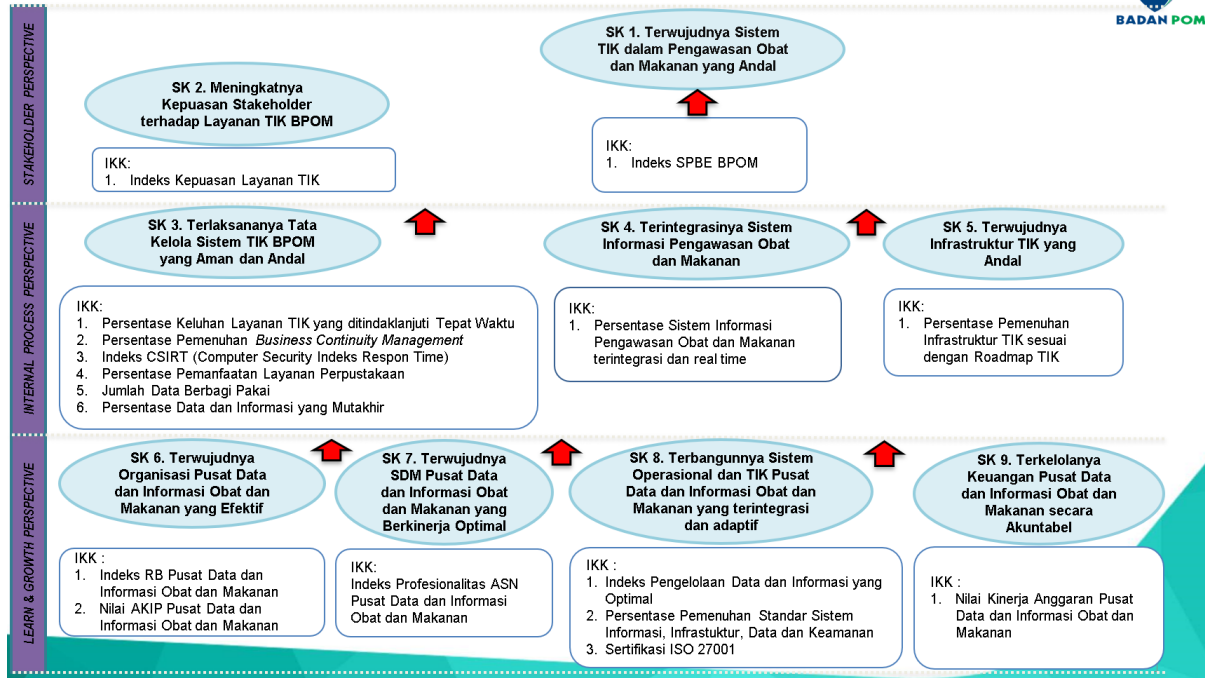 BADAN POM
STAKEHOLDER PERSPECTIVE
SK 1. Terwujudnya Sistem
TIK dalam Pengawasan Obat
dan Makanan yang Andal
SK 2. Meningkatnya
Kepuasan Stakeholder
terhadap Layanan TIK BPOM
IKK:
1. Indeks Kepuasan Layanan TIK
IKK:
1. Indeks SPBE BPOM
INTERNAL PROCESS PERSPECTIVE
SK 3. Terlaksananya Tata
Kelola Sistem TIK BPOM
yang Aman dan Andal
SK 4. Terintegrasinya Sistem
Informasi Pengawasan Obat
dan Makanan
SK 5. Terwujudnya
Infrastruktur TIK yang
Andal
IKK:
1. Persentase Keluhan Layanan TIK yang ditindaklanjuti Tepat Waktu
2. Persentase Pemenuhan Business Continuity Management
3. Indeks CSIRT (Computer Security Indeks Respon Time)
4. Persentase Pemanfaatan Layanan Perpustakaan
5. Jumlah Data Berbagi Pakai
6. Persentase Data dan Informasi yang Mutakhir
IKK:
1. Persentase Sistem Informasi
Pengawasan Obat dan Makanan
terintegrasi dan real time
IKK:
1. Persentase Pemenuhan
Infrastruktur TIK sesuai
dengan Roadmap TIK
LEARN & GROWTH PERSPECTIVE
SK 6. Terwujudnya
Organisasi Pusat Data
dan Informasi Obat dan
Makanan yang Efektif
SK 7. Terwujudnya
SDM Pusat Data
dan Informasi Obat
dan Makanan yang
Berkinerja Optimal
SK 8. Terbangunnya Sistem
Operasional dan TIK Pusat
Data dan Informasi Obat dan
Makanan yang terintegrasi
dan adaptif
SK 9. Terkelolanya
Keuangan Pusat Data
dan Informasi Obat dan
Makanan secara
Akuntabel
IKK :
1. Indeks RB Pusat Data dan
Informasi Obat dan Makanan
2. Nilai AKIP Pusat Data dan
Informasi Obat dan Makanan
IKK:
Indeks Profesionalitas ASN
Pusat Data dan Informasi
Obat dan Makanan
IKK :
1. Indeks Pengelolaan Data dan Informasi yang
Optimal
2. Persentase Pemenuhan Standar Sistem
Informasi, Infrastuktur, Data dan Keamanan
3. Sertifikasi ISO 27001
IKK :
1. Nilai Kinerja Anggaran Pusat
Data dan Informasi Obat dan
Makanan